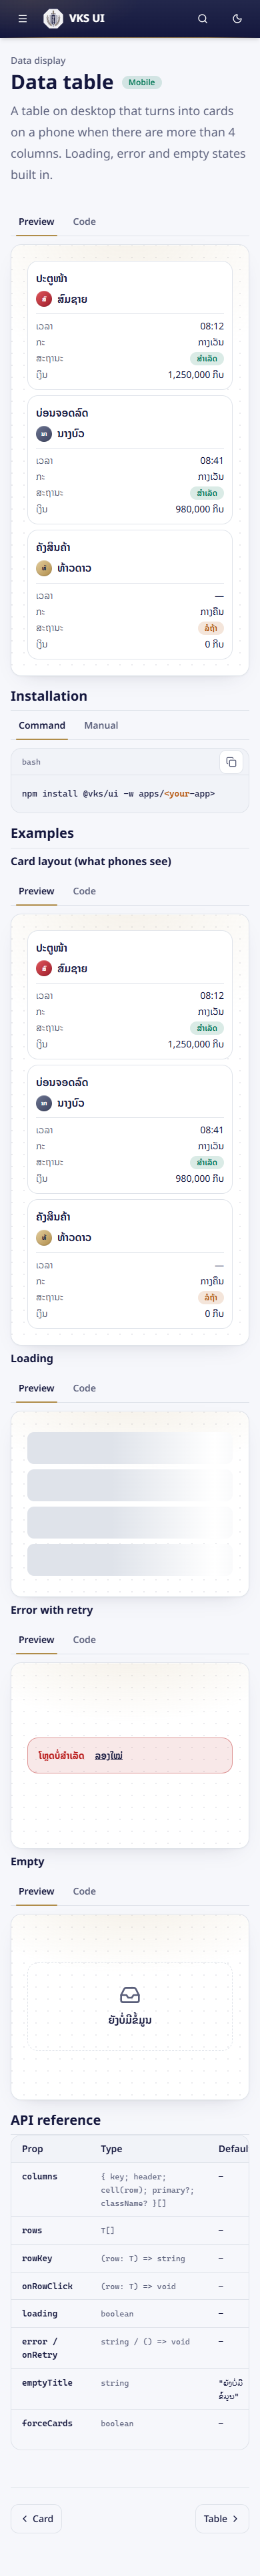 VKS UI
Data display
Data table Mobile
A table on desktop that turns into cards
on a phone when there are more than 4
columns. Loading, error and empty states
built in.
Preview Code
ປະຕູໜ້າ
ສົມຊາຍ
ເວລາ 08:12
ກະ ກາງເວັນ
ສະຖານະ ສຳເລັດ
ເງິນ 1,250,000 ກີບ
ບ່ອນຈອດລົດ
ນາງບົວ
ເວລາ 08:41
ກະ ກາງເວັນ
ສະຖານະ ສຳເລັດ
ເງິນ 980,000 ກີບ
ຄັງສິນຄ້າ
ທ້າວດາວ
ເວລາ —
ກະ ກາງຄືນ
ສະຖານະ ລໍຖ້າ
ເງິນ 0 ກີບ
Installation
Command Manual
bash
npm install @vks/ui -w apps/<your-app>
Examples
Card layout (what phones see)
Preview Code
ປະຕູໜ້າ
ສົມຊາຍ
ເວລາ 08:12
ກະ ກາງເວັນ
ສະຖານະ ສຳເລັດ
ເງິນ 1,250,000 ກີບ
ບ່ອນຈອດລົດ
ນາງບົວ
ເວລາ 08:41
ກະ ກາງເວັນ
ສະຖານະ ສຳເລັດ
ເງິນ 980,000 ກີບ
ຄັງສິນຄ້າ
ທ້າວດາວ
ເວລາ —
ກະ ກາງຄືນ
ສະຖານະ ລໍຖ້າ
ເງິນ 0 ກີບ
Loading
Preview Code
Error with retry
Preview Code
ໂຫຼດບໍ່ສຳເລັດ ລອງໃໝ່
Empty
Preview Code
ຍັງບໍ່ມີຂໍ້ມູນ
API reference
Prop Type Defaul
columns { key; header; cell(row); primary?; className? }[] —
rows T[] —
rowKey (row: T) => string —
onRowClick (row: T) => void —
loading boolean —
error / onRetry string / () => void —
emptyTitle string "ຍັງບໍ່ມີຂໍ້ມູນ"
forceCards boolean —
Card Table